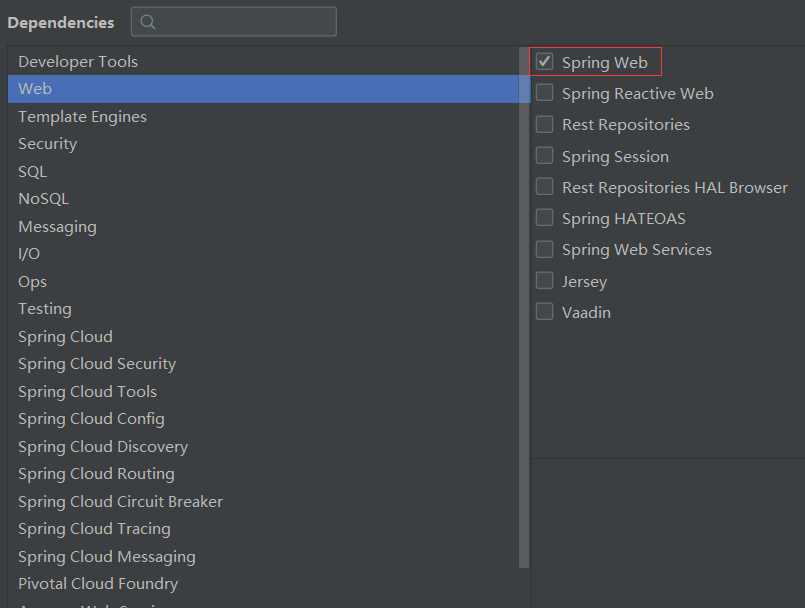 Dependencies
Developer Tools
Web
Template Engines
Security
SQL
NoSQL
Messaging
I/O
Ops
Testing
Spring Cloud
Spring Cloud Security
Spring Cloud Tools
Spring Cloud Config
Spring Cloud Discovery
Spring Cloud Routing
Spring Cloud Circuit Breaker
Spring Cloud Tracing
Spring Cloud Messaging
Pivotal Cloud Foundry
Spring Web
Spring Reactive Web
Rest Repositories
Spring Session
Rest Repositories HAL Browser
Spring HATEOAS
Spring Web Services
Jersey
Vaadin